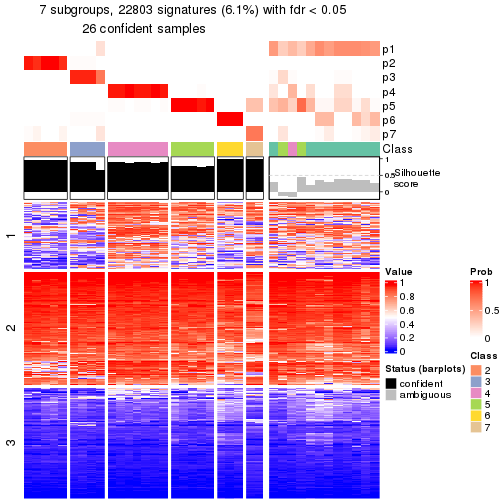 7 subgroups, 22803 signatures (6.1%) with fdr < 0.05
26 confident samples
p1
p2
p3
p4
p5
p6
p7
Class
1
0.5
0
Silhouette
score
1
2
3
Value
1
0.8
0.6
0.4
0.2
0
Status (barplots)
confident
ambiguous
Prob
1
0.5
0
Class
2
3
4
5
6
7